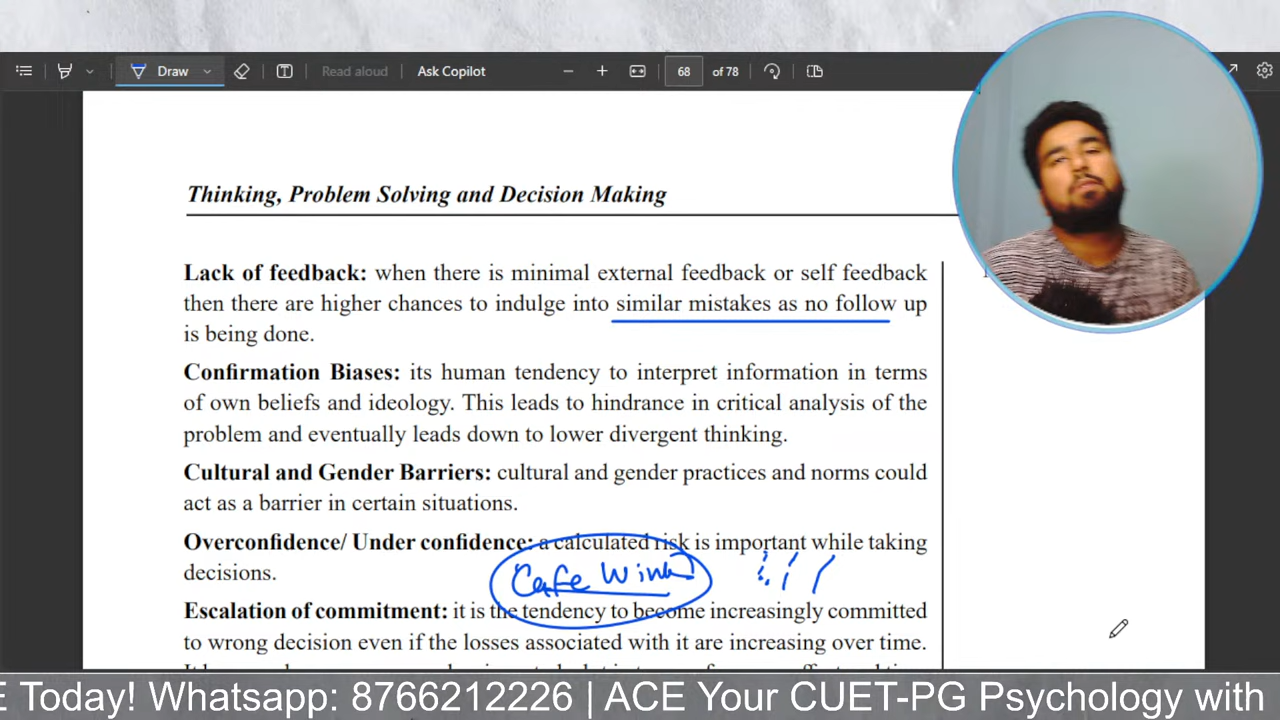 Draw
Read aloud
Ask Copilot
68
of 78
Thinking, Problem Solving and Decision Making
Lack of feedback: when there is minimal external feedback or self feedback
then there are higher chances to indulge into similar mistakes as no follow up
is being done.
Confirmation Biases: its human tendency to interpret information in terms
of own beliefs and ideology. This leads to hindrance in critical analysis of the
problem and eventually leads down to lower divergent thinking.
Cultural and Gender Barriers: cultural and gender practices and norms could
act as a barrier in certain situations.
Overconfidence/ Under confidence: a calculated risk is important while taking
decisions.
Cafe
Escalation of commitment: it is the tendency to become increasingly committed
to wrong decision even if the losses associated with it are increasing over time.
E Today! Whatsapp: 8766212226 | ACE Your CUET-PG Psychology with